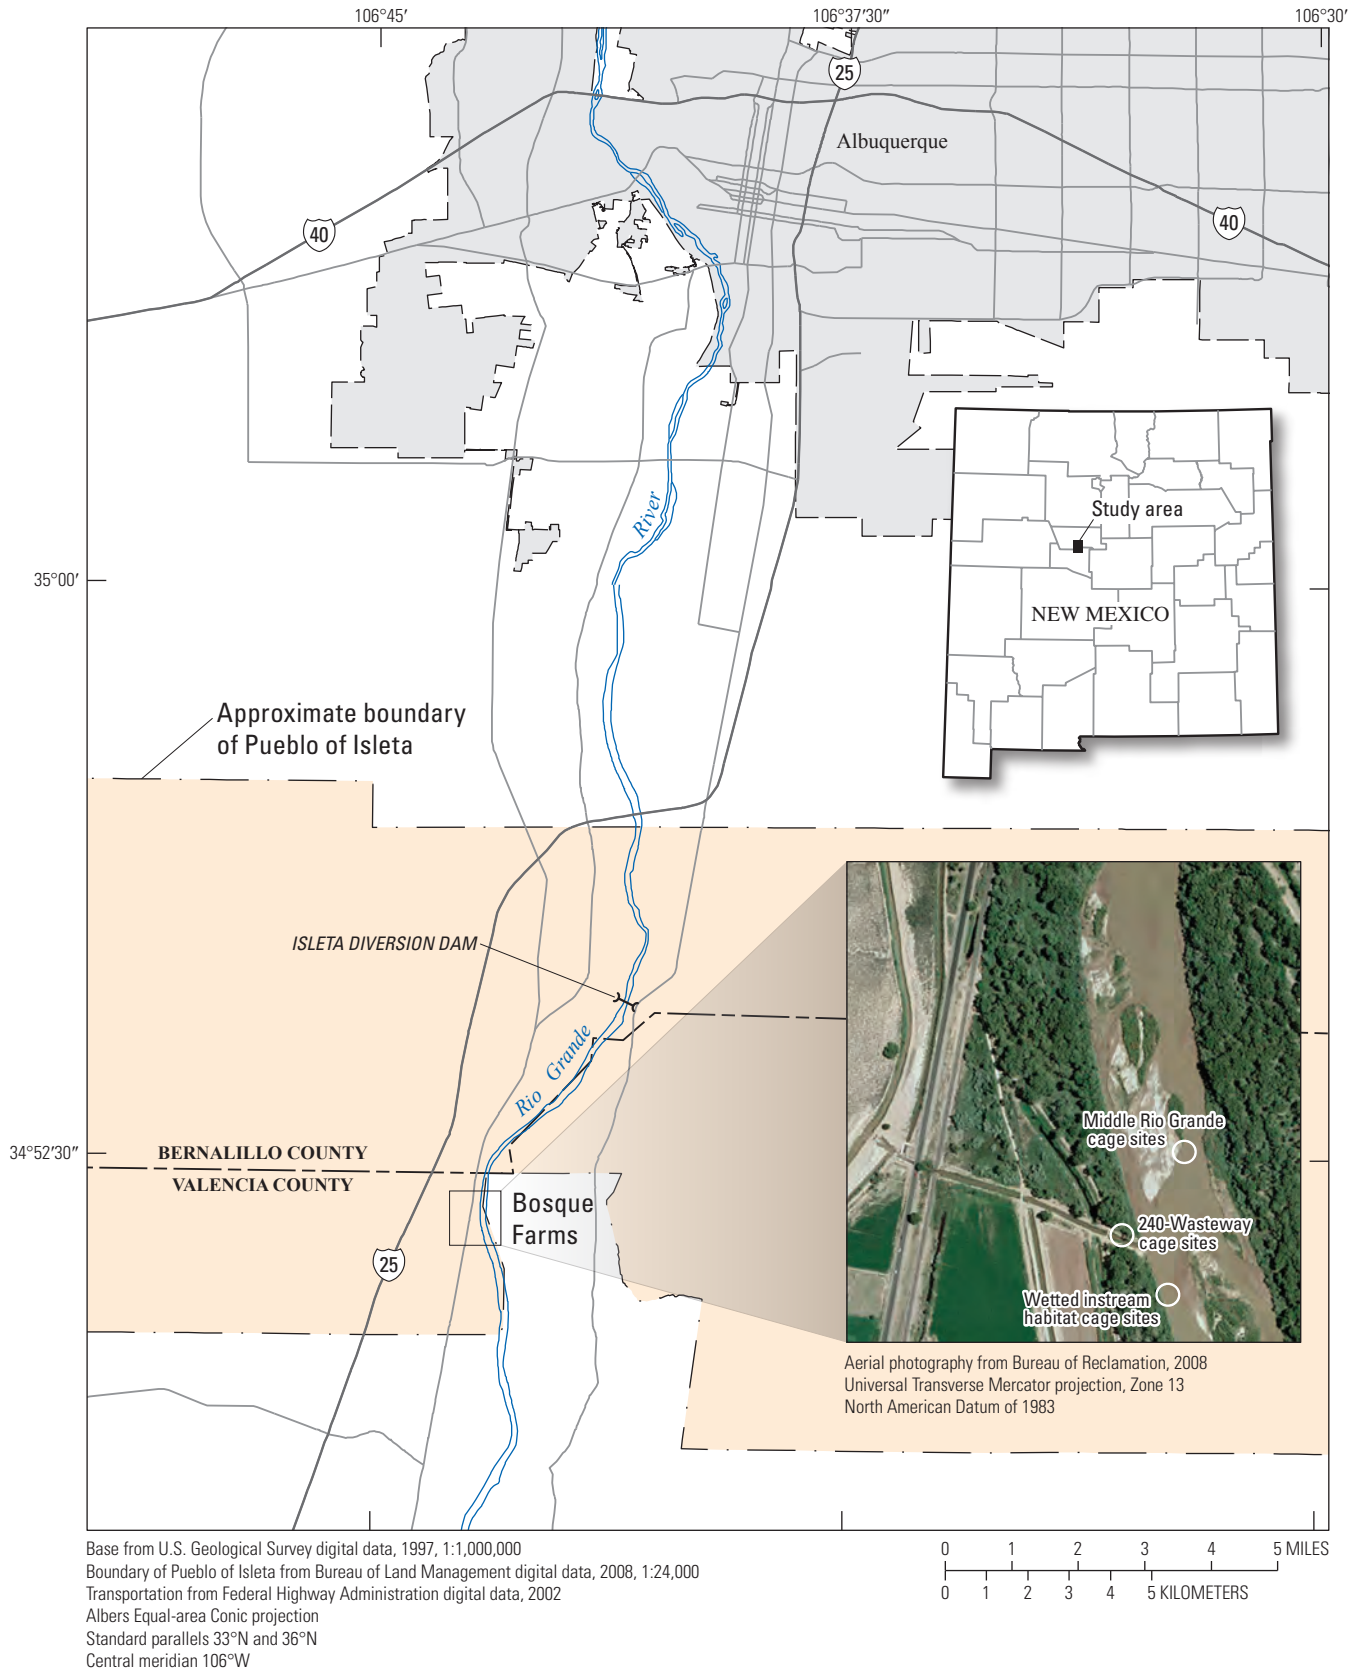 106°45′
106°37′30″
106°30′
25
Albuquerque
40
40
River
Study area
35°00′
NEW MEXICO
Approximate boundary
of Pueblo of Isleta
ISLETA DIVERSION DAM
Rio Grande
Middle Rio Grande
cage sites
34°52′30″
BERNALILLO COUNTY
VALENCIA COUNTY
Bosque
Farms
240-Wasteway
cage sites
25
Wetted instream
habitat cage sites
Aerial photography from Bureau of Reclamation, 2008
Universal Transverse Mercator projection, Zone 13
North American Datum of 1983
Base from U.S. Geological Survey digital data, 1997, 1:1,000,000
Boundary of Pueblo of Isleta from Bureau of Land Management digital data, 2008, 1:24,000
Transportation from Federal Highway Administration digital data, 2002
Albers Equal-area Conic projection
Standard parallels 33°N and 36°N
Central meridian 106°W
0 1 2 3 4 5 MILES
0 1 2 3 4 5 KILOMETERS